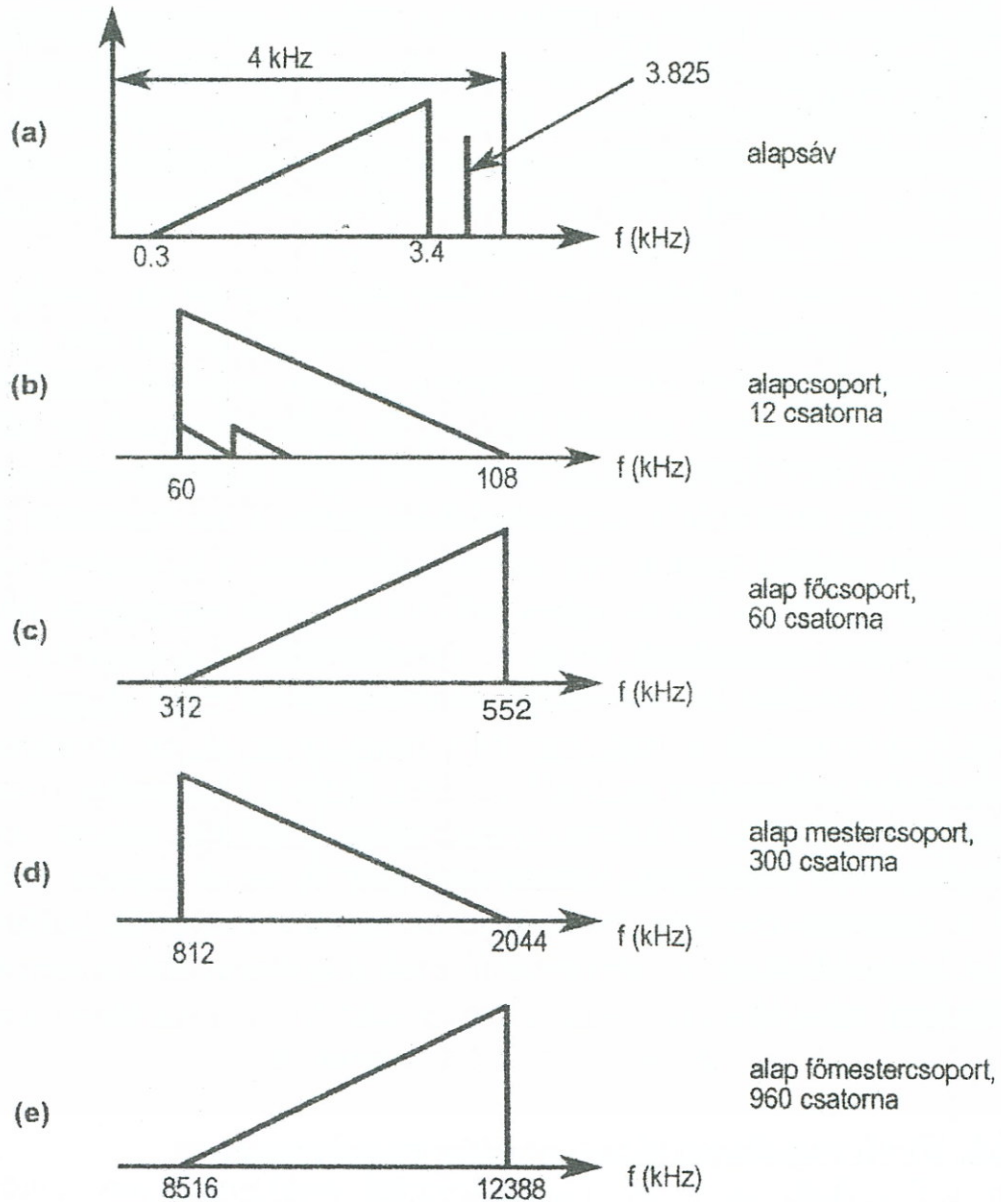 4 kHz
3.825
(a)
alapsáv
0.3
3.4
f (kHz)
(b)
alapcsoport,
12 csatorna
60
108
f (kHz)
(c)
alap főcsoport,
60 csatorna
312
552
f (kHz)
(d)
alap mestercsoport,
300 csatorna
812
2044
f (kHz)
(e)
alap főmestercsoport,
960 csatorna
8516
12388
f (kHz)